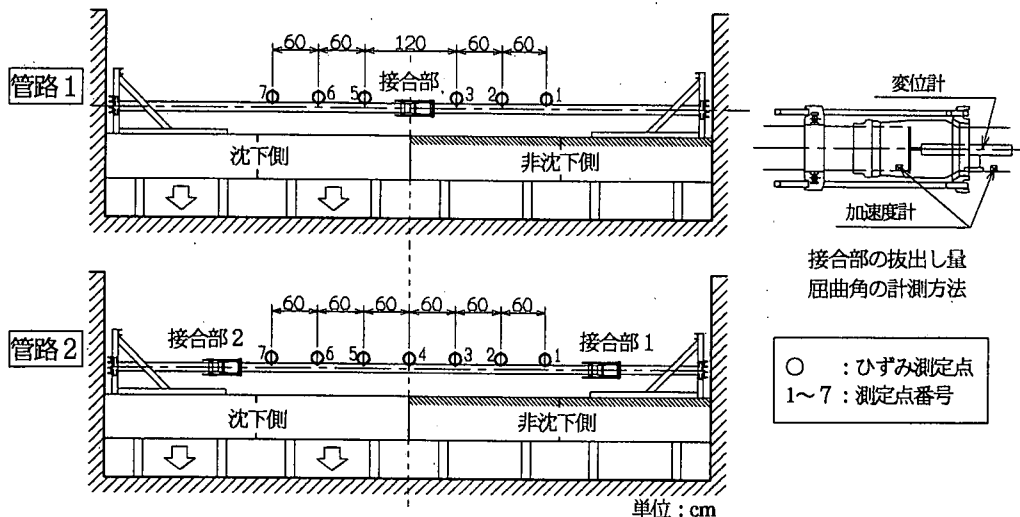 管路1
60 60 120 60 60
接合部
7 6 5 3 2 1
沈下側
非沈下側
変位計
加速度計
接合部の抜出し量
屈曲角の計測方法
管路2
60 60 60 60 60 60
接合部2
7 6 5 4 3 2 1
接合部1
沈下側
非沈下側
○ :ひずみ測定点
1~7:測定点番号
単位:cm